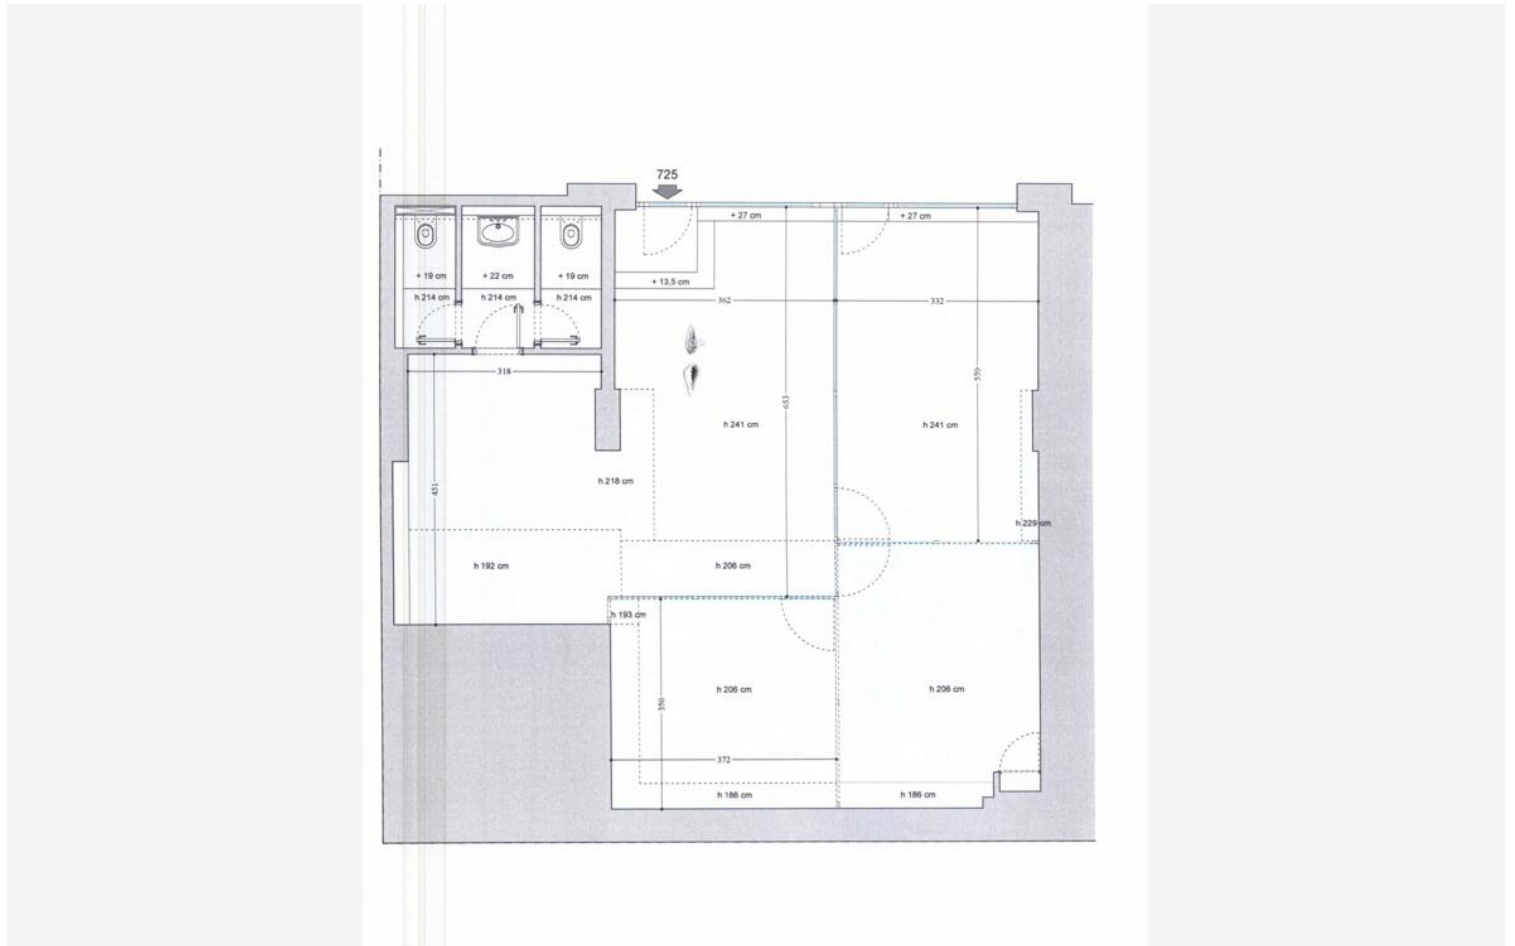 725
+ 27 cm
+ 27 cm
+ 19 cm
+ 22 cm
+ 19 cm
+ 13,5 cm
h 214 cm
h 214 cm
h 214 cm
362
332
318
559
653
h 241 cm
h 241 cm
h 218 cm
451
h 229 cm
h 192 cm
h 206 cm
h 193 cm
h 206 cm
h 206 cm
350
372
h 186 cm
h 186 cm